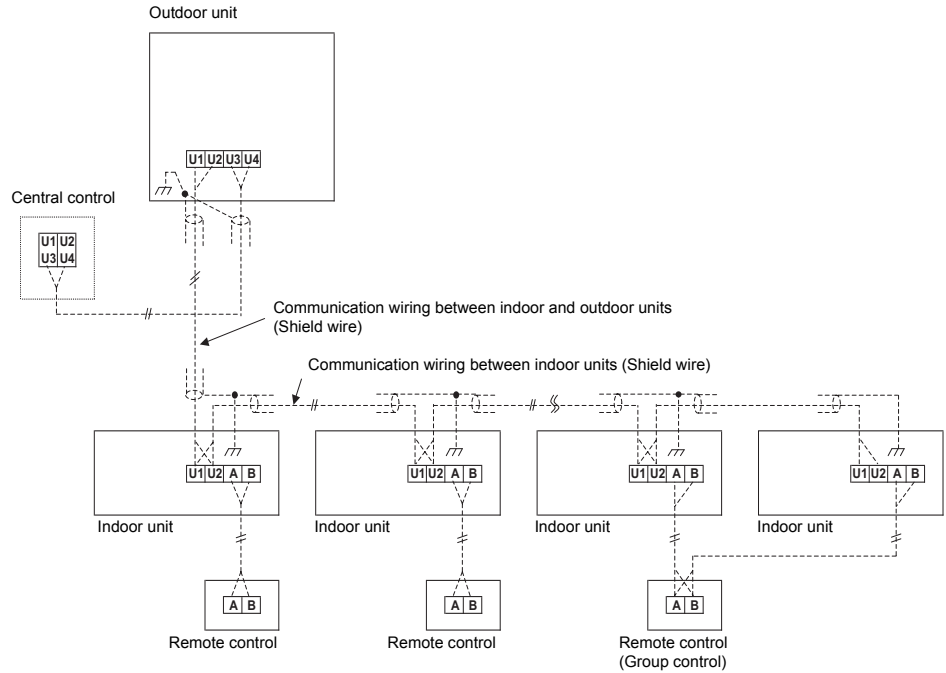 Outdoor unit
U1 U2 U3 U4
Central control
U1 U2
U3 U4
Communication wiring between indoor and outdoor units
(Shield wire)
Communication wiring between indoor units (Shield wire)
U1 U2 A B
U1 U2 A B
U1 U2 A B
U1 U2 A B
Indoor unit
Indoor unit
Indoor unit
Indoor unit
A B
A B
A B
Remote control
Remote control
Remote control
(Group control)